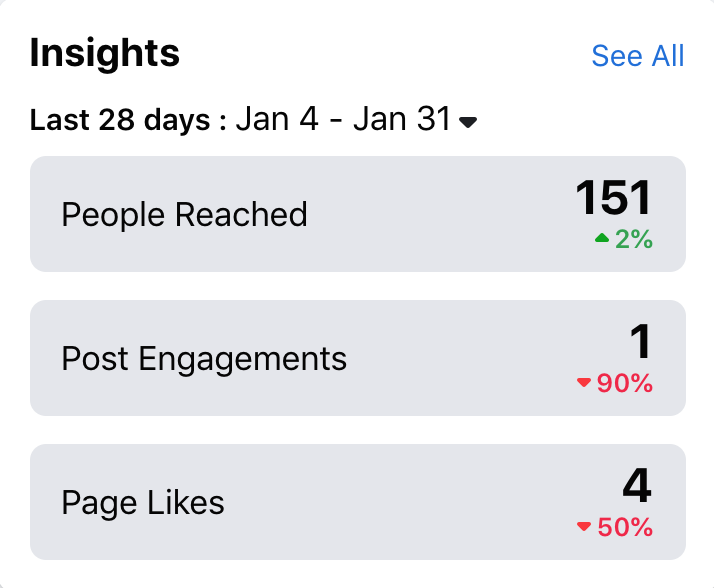 Insights
See All
Last 28 days : Jan 4 - Jan 31
People Reached
151
2%
Post Engagements
1
90%
Page Likes
4
50%